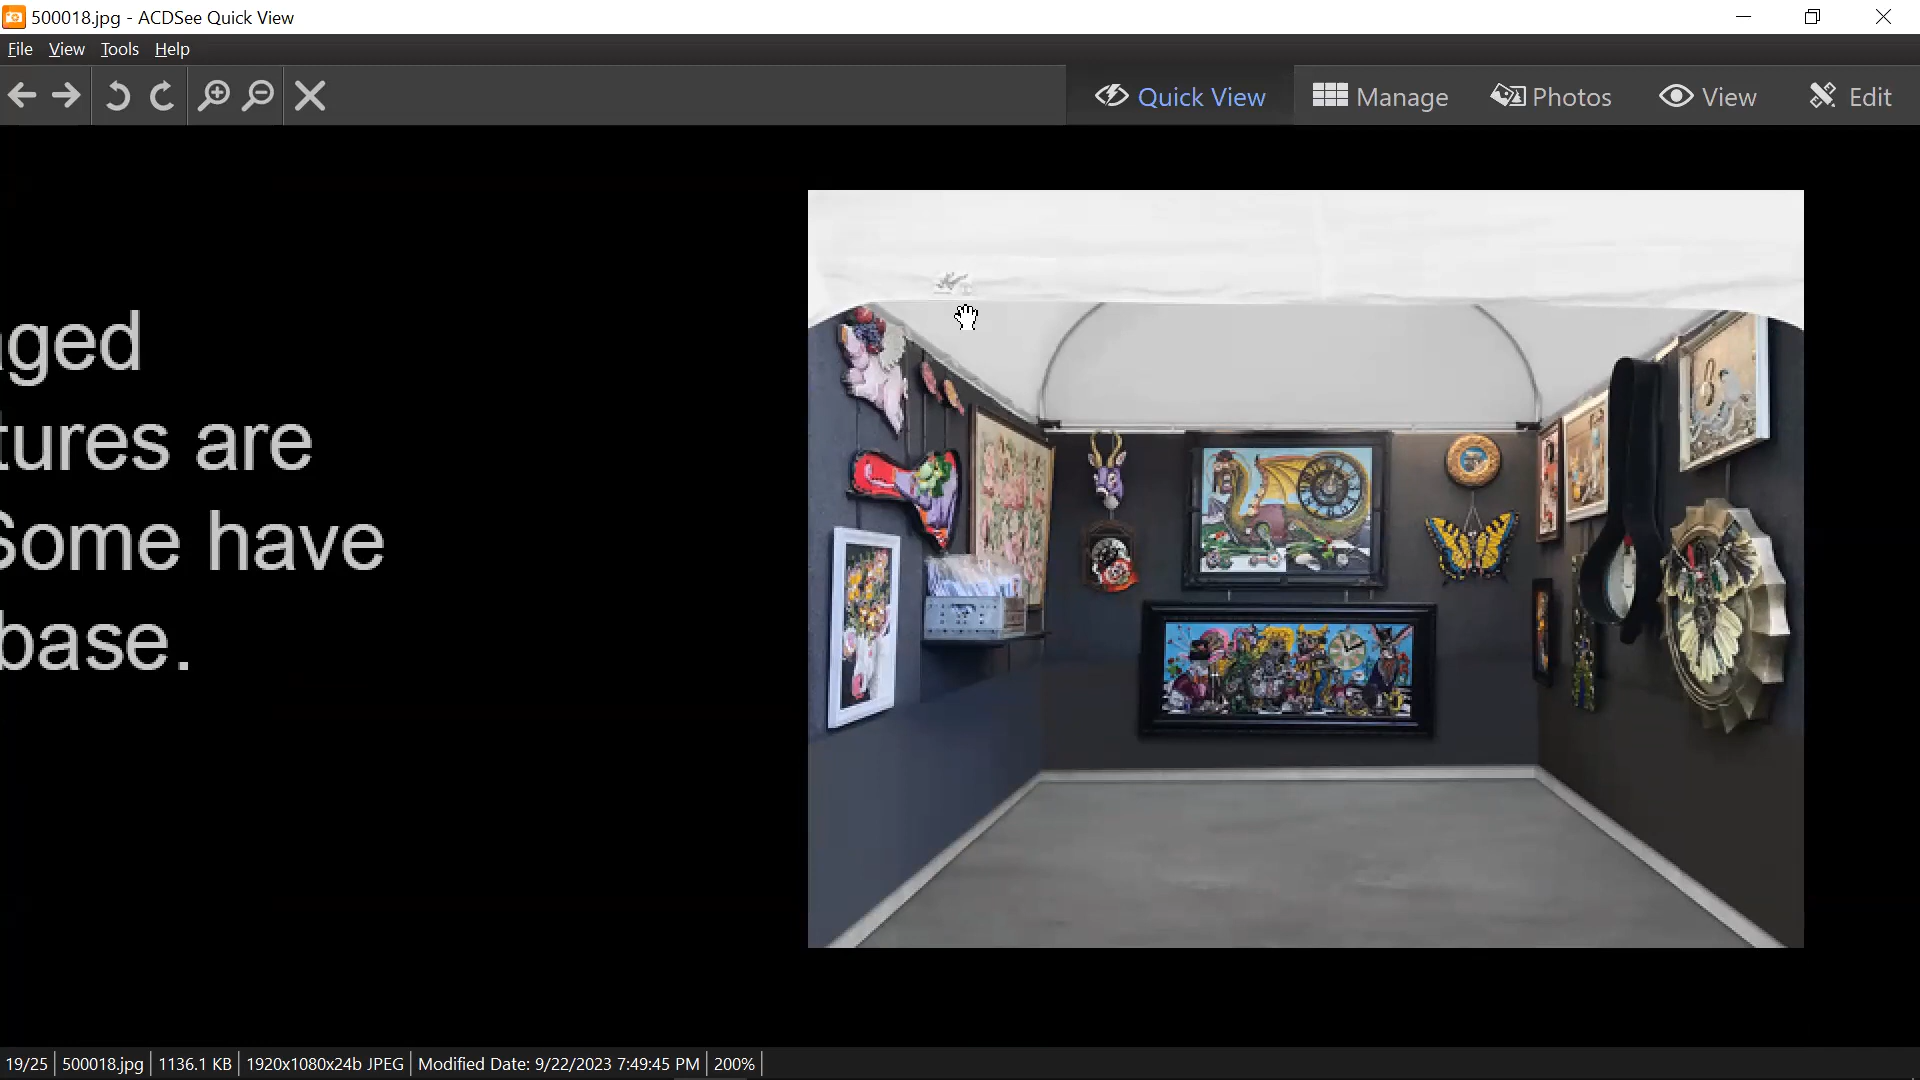 500018.jpg - ACDSee Quick View
File View Tools Help
Quick View Manage Photos View Edit
aged
tures are
Some have
base.
19/25 500018.jpg 1136.1 KB 1920x1080x24b JPEG Modified Date: 9/22/2023 7:49:45 PM 200%